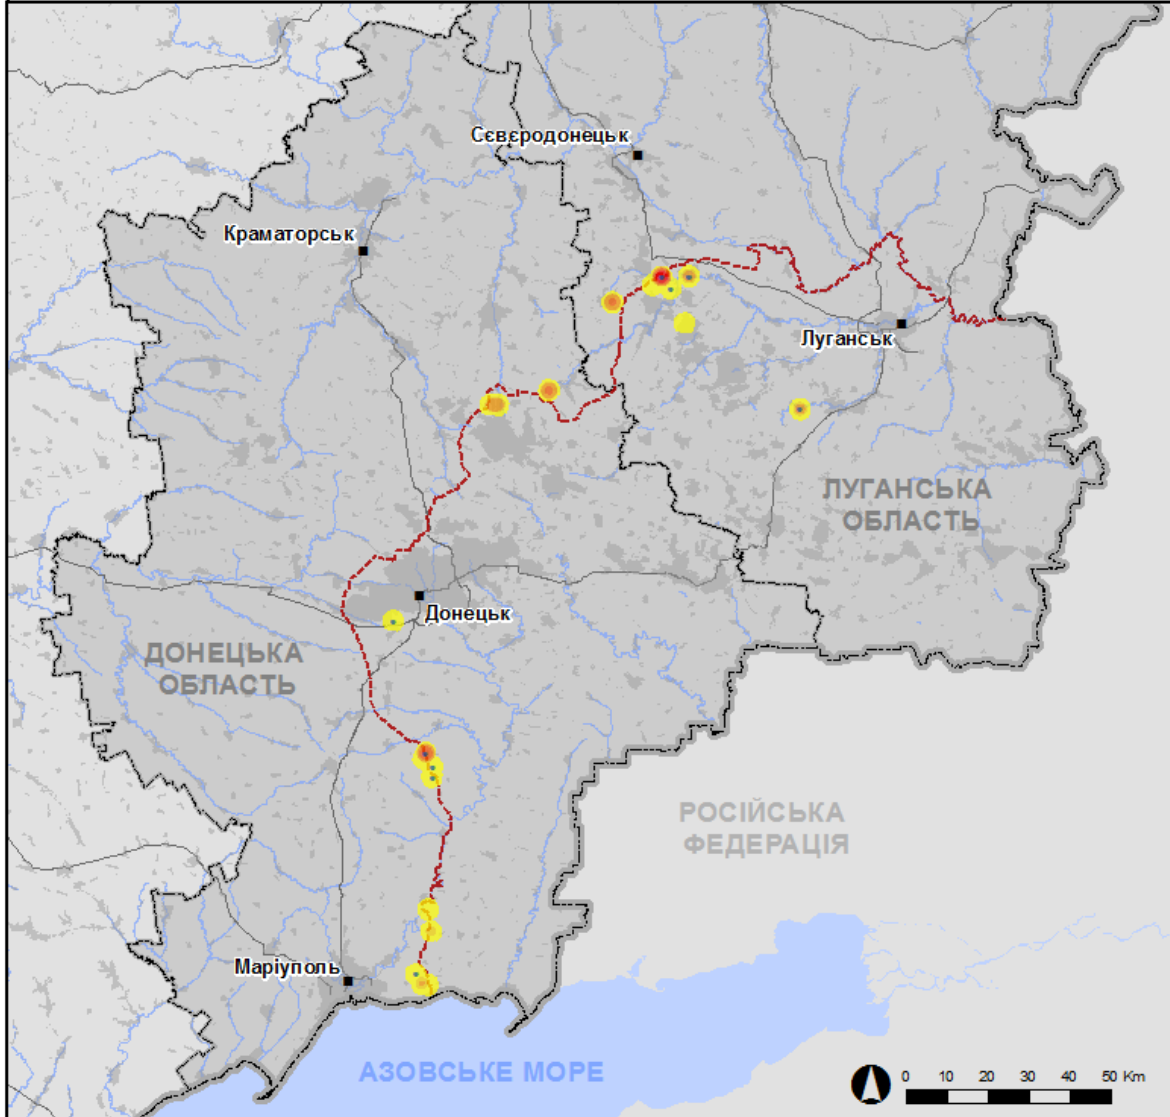 Сєвєродонецьк
Краматорськ
Луганськ
ЛУГАНСЬКА
ОБЛАСТЬ
Донецьк
ДОНЕЦЬКА
ОБЛАСТЬ
РОСІЙСЬКА
ФЕДЕРАЦІЯ
Маріуполь
АЗОВСЬКЕ МОРЕ
0 10 20 30 40 50 Km